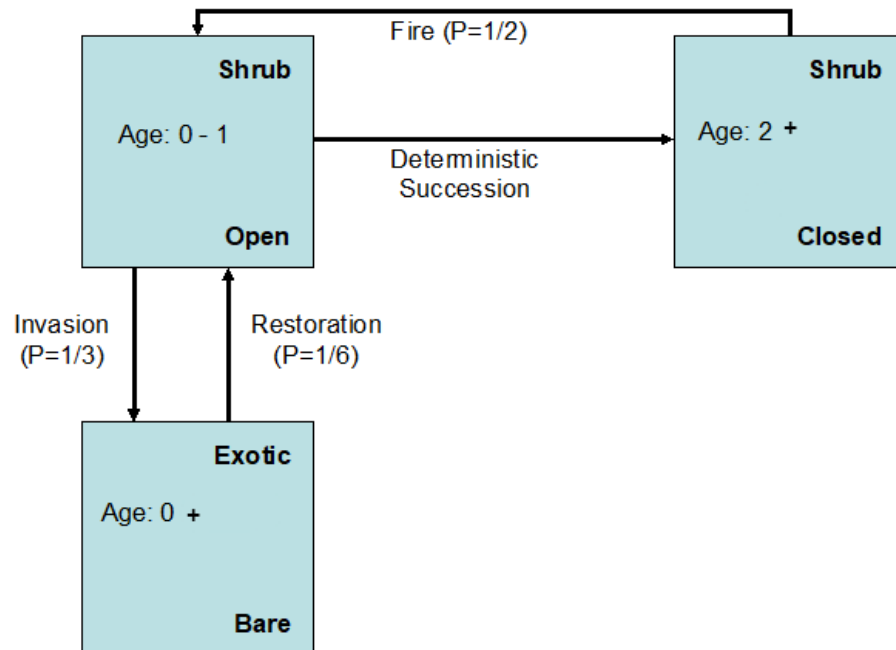 Fire (P=1/2)
Shrub
Age: 0 - 1
Open
Deterministic
Succession
Shrub
Age: 2 +
Closed
Invasion
(P=1/3)
Restoration
(P=1/6)
Exotic
Age: 0 +
Bare